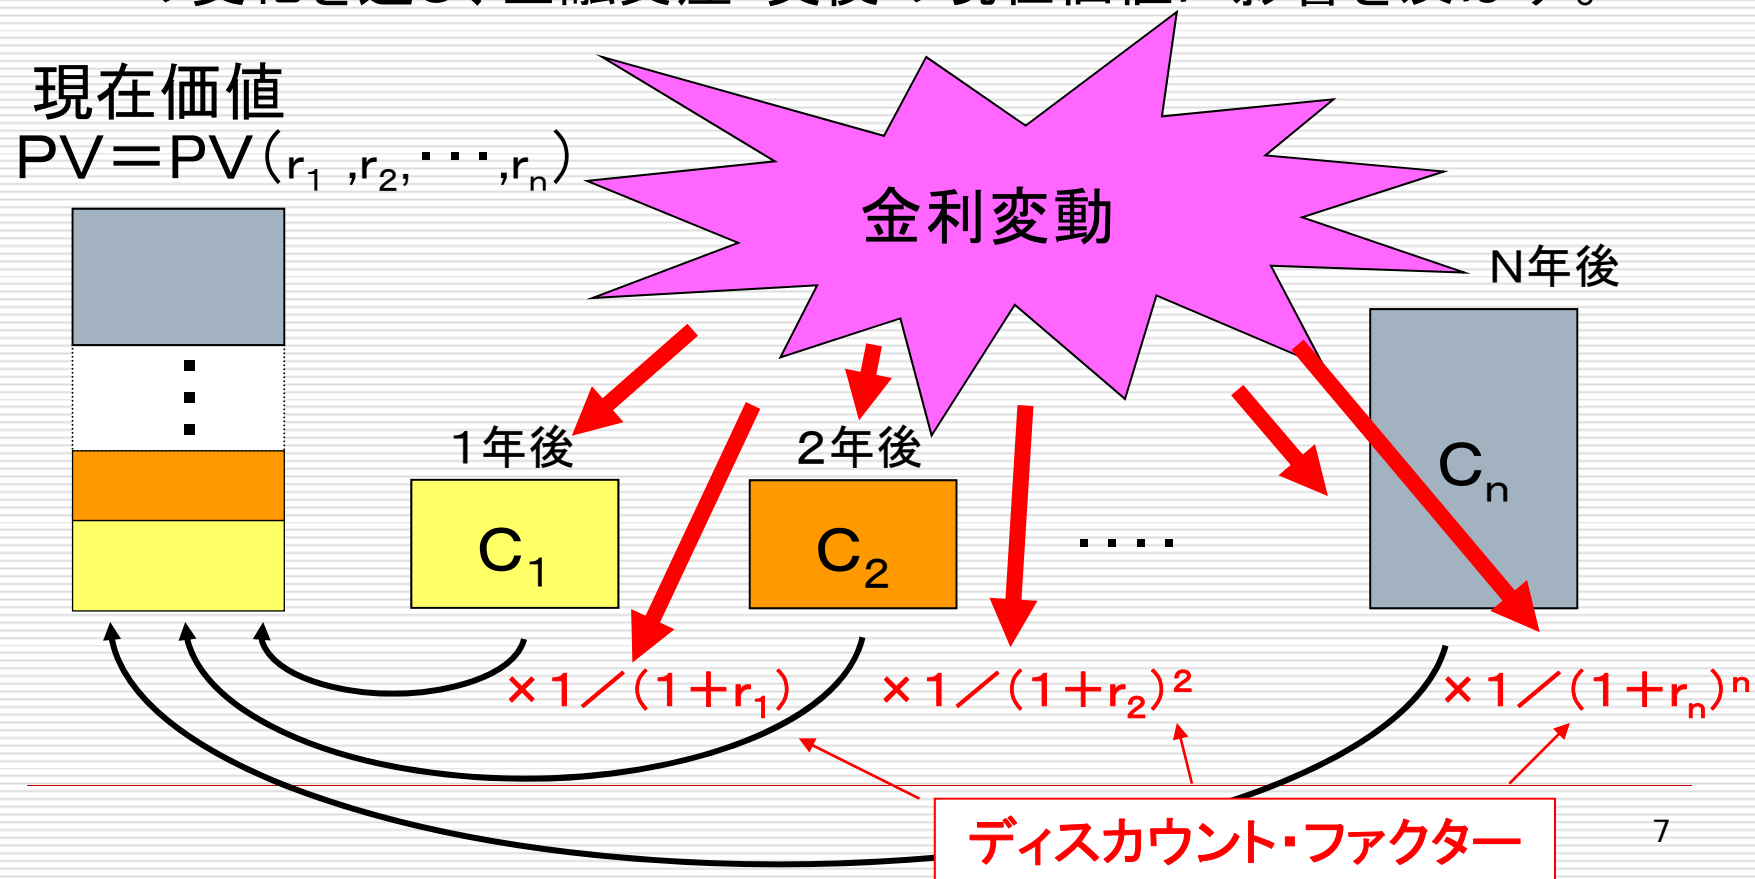 現在価値
PV=PV(r₁ ,r₂,・・・,rₙ)
金利変動
N年後
1年後
2年後
C₁
C₂
・・・・
Cₙ
×1/(1+r₁)
×1/(1+r₂)²
×1/(1+rₙ)ⁿ
ディスカウント・ファクター
7